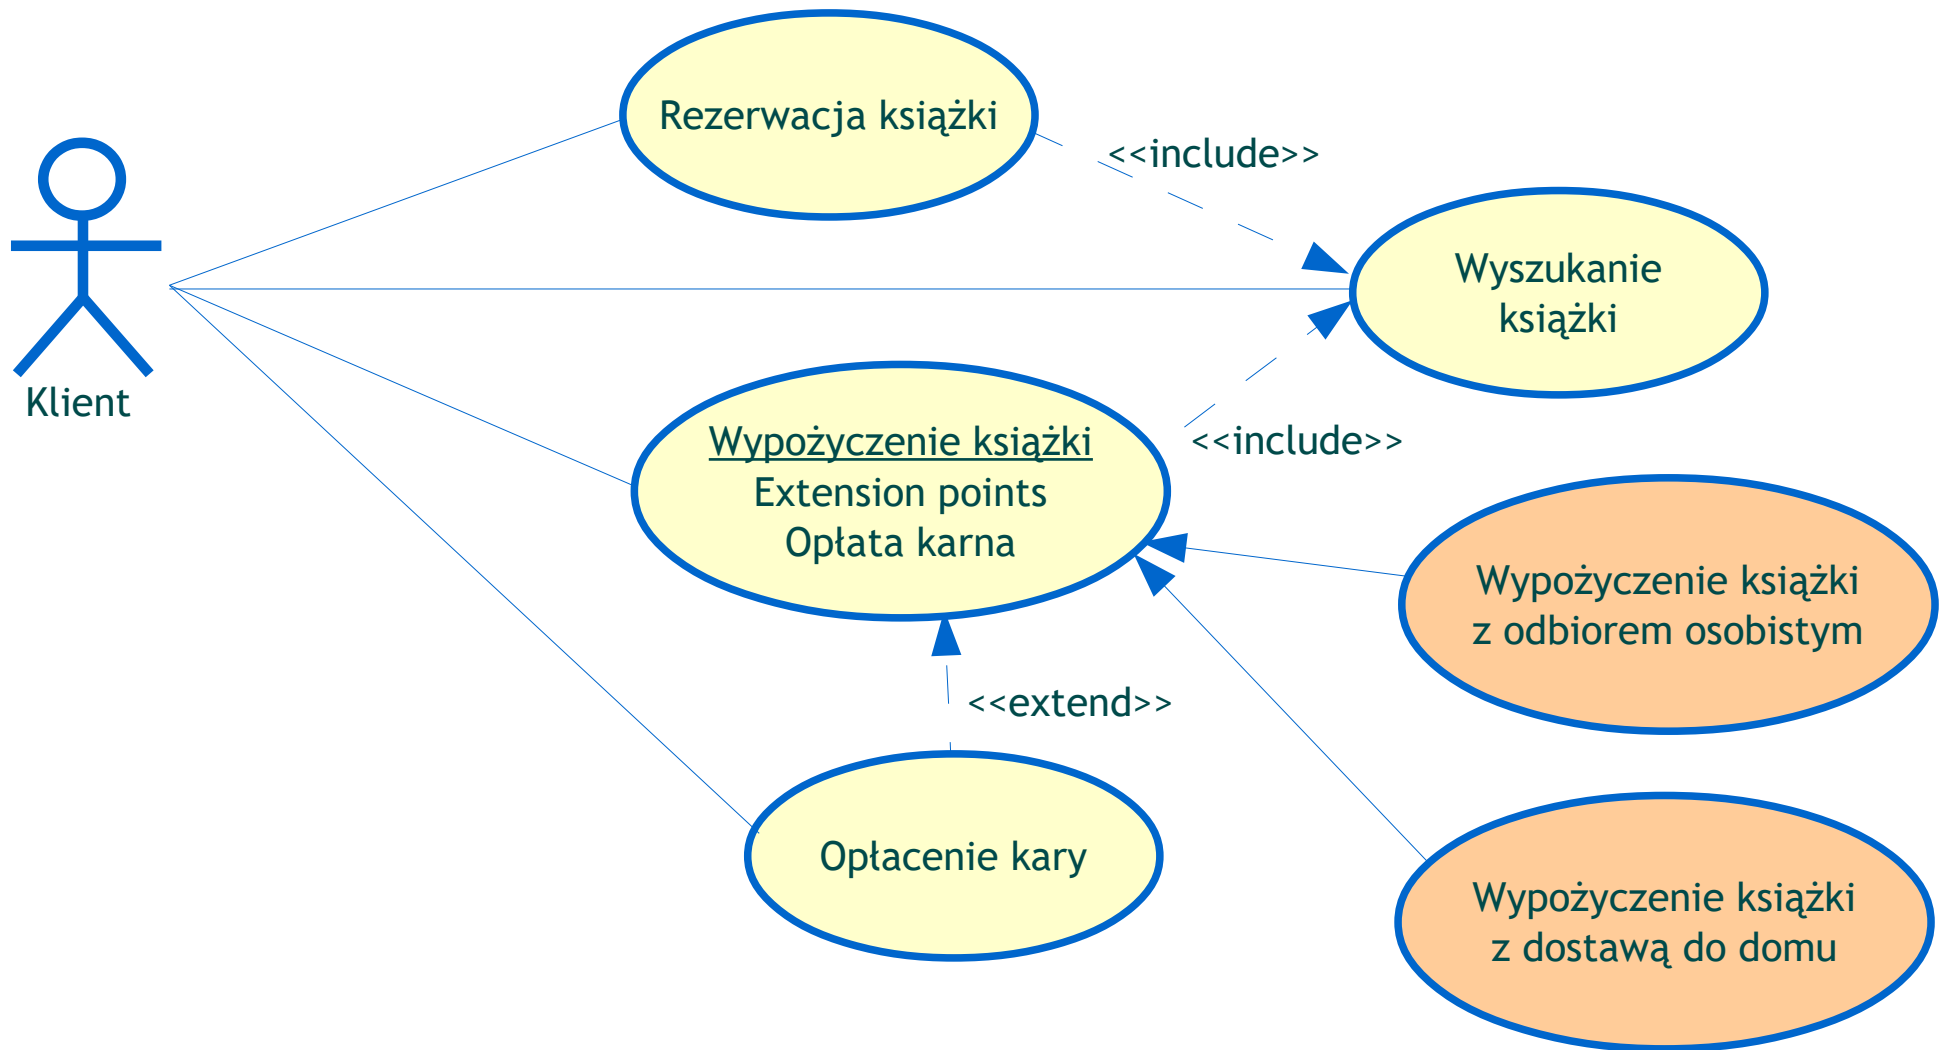 Rezerwacja książki
<<include>>
Wyszukanie
książki
Klient
Wypożyczenie książki
Extension points
Opłata karna
<<include>>
Wypożyczenie książki
z odbiorem osobistym
<<extend>>
Opłacenie kary
Wypożyczenie książki
z dostawą do domu